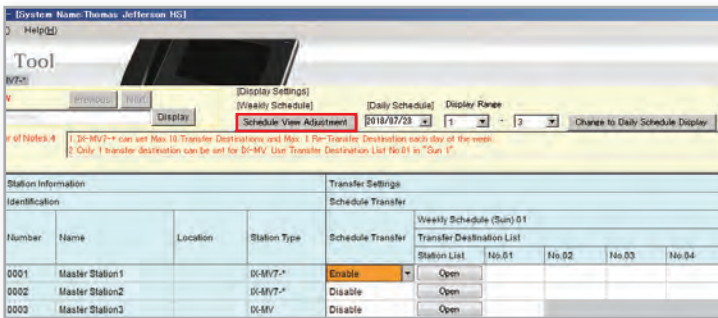 - [System Name:Thomas Jefferson HS]
Help(H)
Tool
MV7-*
Previous Next
Display
[Display Settings]
[Weekly Schedule]
Schedule View Adjustment
[Daily Schedule]
2018/07/23
Display Range
1 - 3
Change to Daily Schedule Display
r of Notes:4
1.IX-MV7-* can set Max 10 Transfer Destinations and Max. 1 Re-Transfer Destination each day of the week.
2.Only 1 transfer destination can be set for IX-MV. Use Transfer Destination List No.01 in "Sun 1".
Station Information Transfer Settings
Identification Schedule Transfer
Number Name Location Station Type Schedule Transfer
Weekly Schedule (Sun) 01
Transfer Destination List
Station List No.01 No.02 No.03 No.04
0001 Master Station1 IX-MV7-* Enable Open
0002 Master Station2 IX-MV7-* Disable Open
0003 Master Station3 IX-MV Disable Open